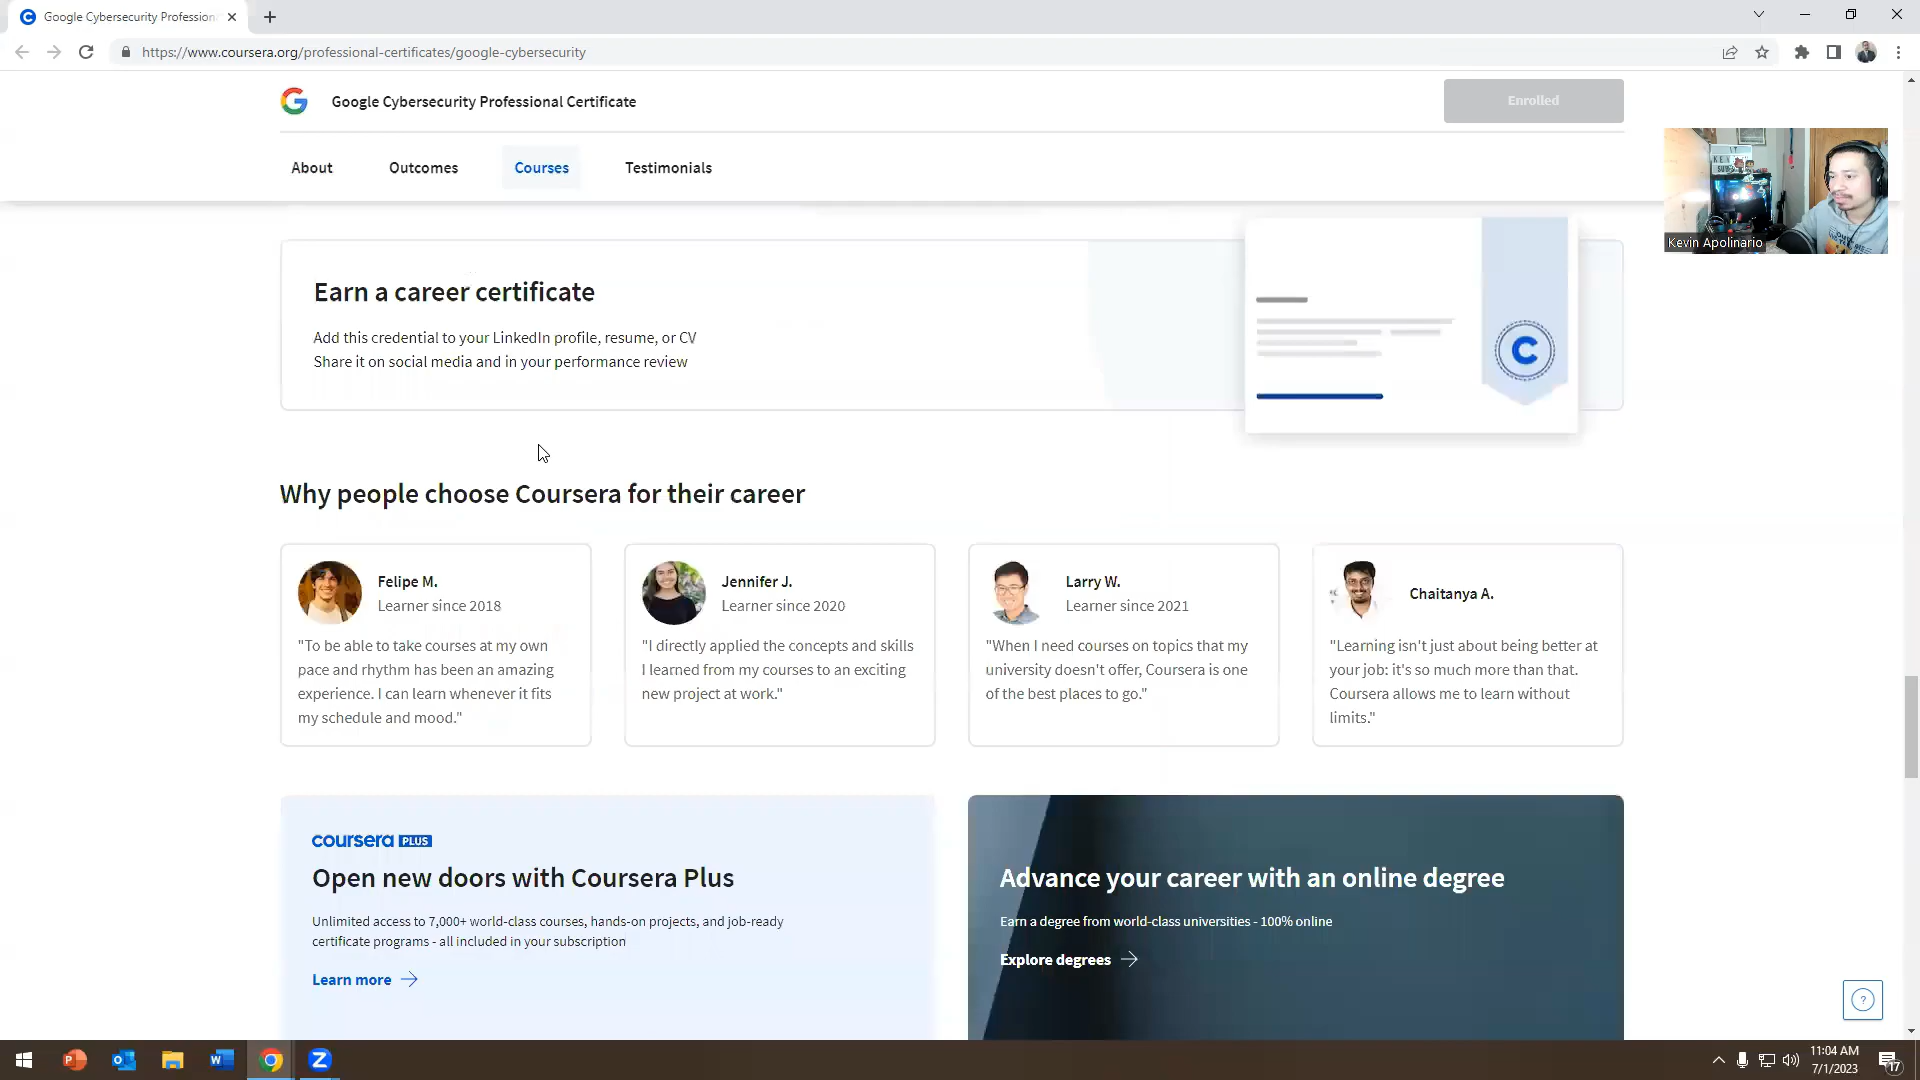 Google Cybersecurity Profession
https://www.coursera.org/professional-certificates/google-cybersecurity
Google Cybersecurity Professional Certificate
Enrolled
About
Outcomes
Courses
Testimonials
Kevin Apolinario
Earn a career certificate
Add this credential to your LinkedIn profile, resume, or CV
Share it on social media and in your performance review
Why people choose Coursera for their career
Felipe M.
Learner since 2018
"To be able to take courses at my own
pace and rhythm has been an amazing
experience. I can learn whenever it fits
my schedule and mood."
Jennifer J.
Learner since 2020
"I directly applied the concepts and skills
I learned from my courses to an exciting
new project at work."
Larry W.
Learner since 2021
"When I need courses on topics that my
university doesn't offer, Coursera is one
of the best places to go."
Chaitanya A.
"Learning isn't just about being better at
your job: it's so much more than that.
Coursera allows me to learn without
limits."
coursera PLUS
Open new doors with Coursera Plus
Unlimited access to 7,000+ world-class courses, hands-on projects, and job-ready
certificate programs - all included in your subscription
Learn more
Advance your career with an online degree
Earn a degree from world-class universities - 100% online
Explore degrees
11:04 AM
7/1/2023
17